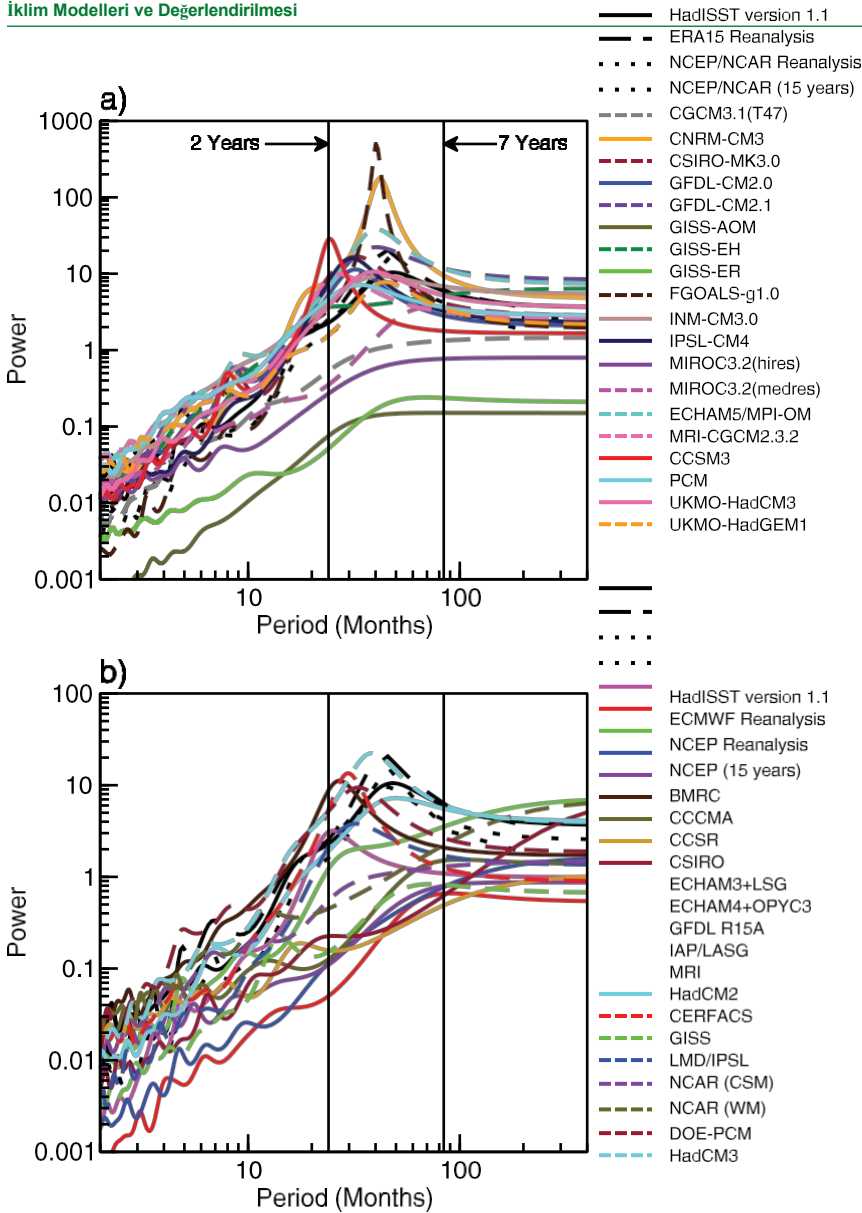 İklim Modelleri ve Değerlendirilmesi
HadISST version 1.1
ERA15 Reanalysis
NCEP/NCAR Reanalysis
NCEP/NCAR (15 years)
CGCM3.1(T47)
CNRM-CM3
CSIRO-MK3.0
GFDL-CM2.0
GFDL-CM2.1
GISS-AOM
GISS-EH
GISS-ER
FGOALS-g1.0
INM-CM3.0
IPSL-CM4
MIROC3.2(hires)
MIROC3.2(medres)
ECHAM5/MPI-OM
MRI-CGCM2.3.2
CCSM3
PCM
UKMO-HadCM3
UKMO-HadGEM1
a)
2 Years
7 Years
1000
100
10
1
0.1
0.01
0.001
Power
10
100
Period (Months)
b)
100
10
1
0.1
0.01
0.001
Power
10
100
Period (Months)
HadISST version 1.1
ECMWF Reanalysis
NCEP Reanalysis
NCEP (15 years)
BMRC
CCCMA
CCSR
CSIRO
ECHAM3+LSG
ECHAM4+OPYC3
GFDL R15A
IAP/LASG
MRI
HadCM2
CERFACS
GISS
LMD/IPSL
NCAR (CSM)
NCAR (WM)
DOE-PCM
HadCM3